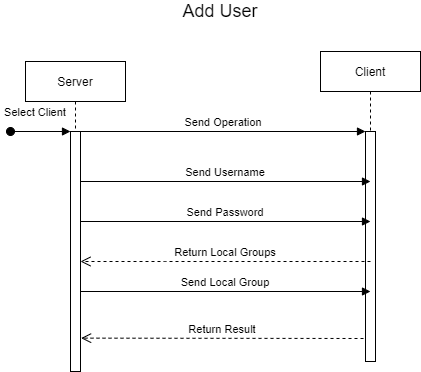 Add User
Server
Client
Select Client
Send Operation
Send Username
Send Password
Return Local Groups
Send Local Group
Return Result